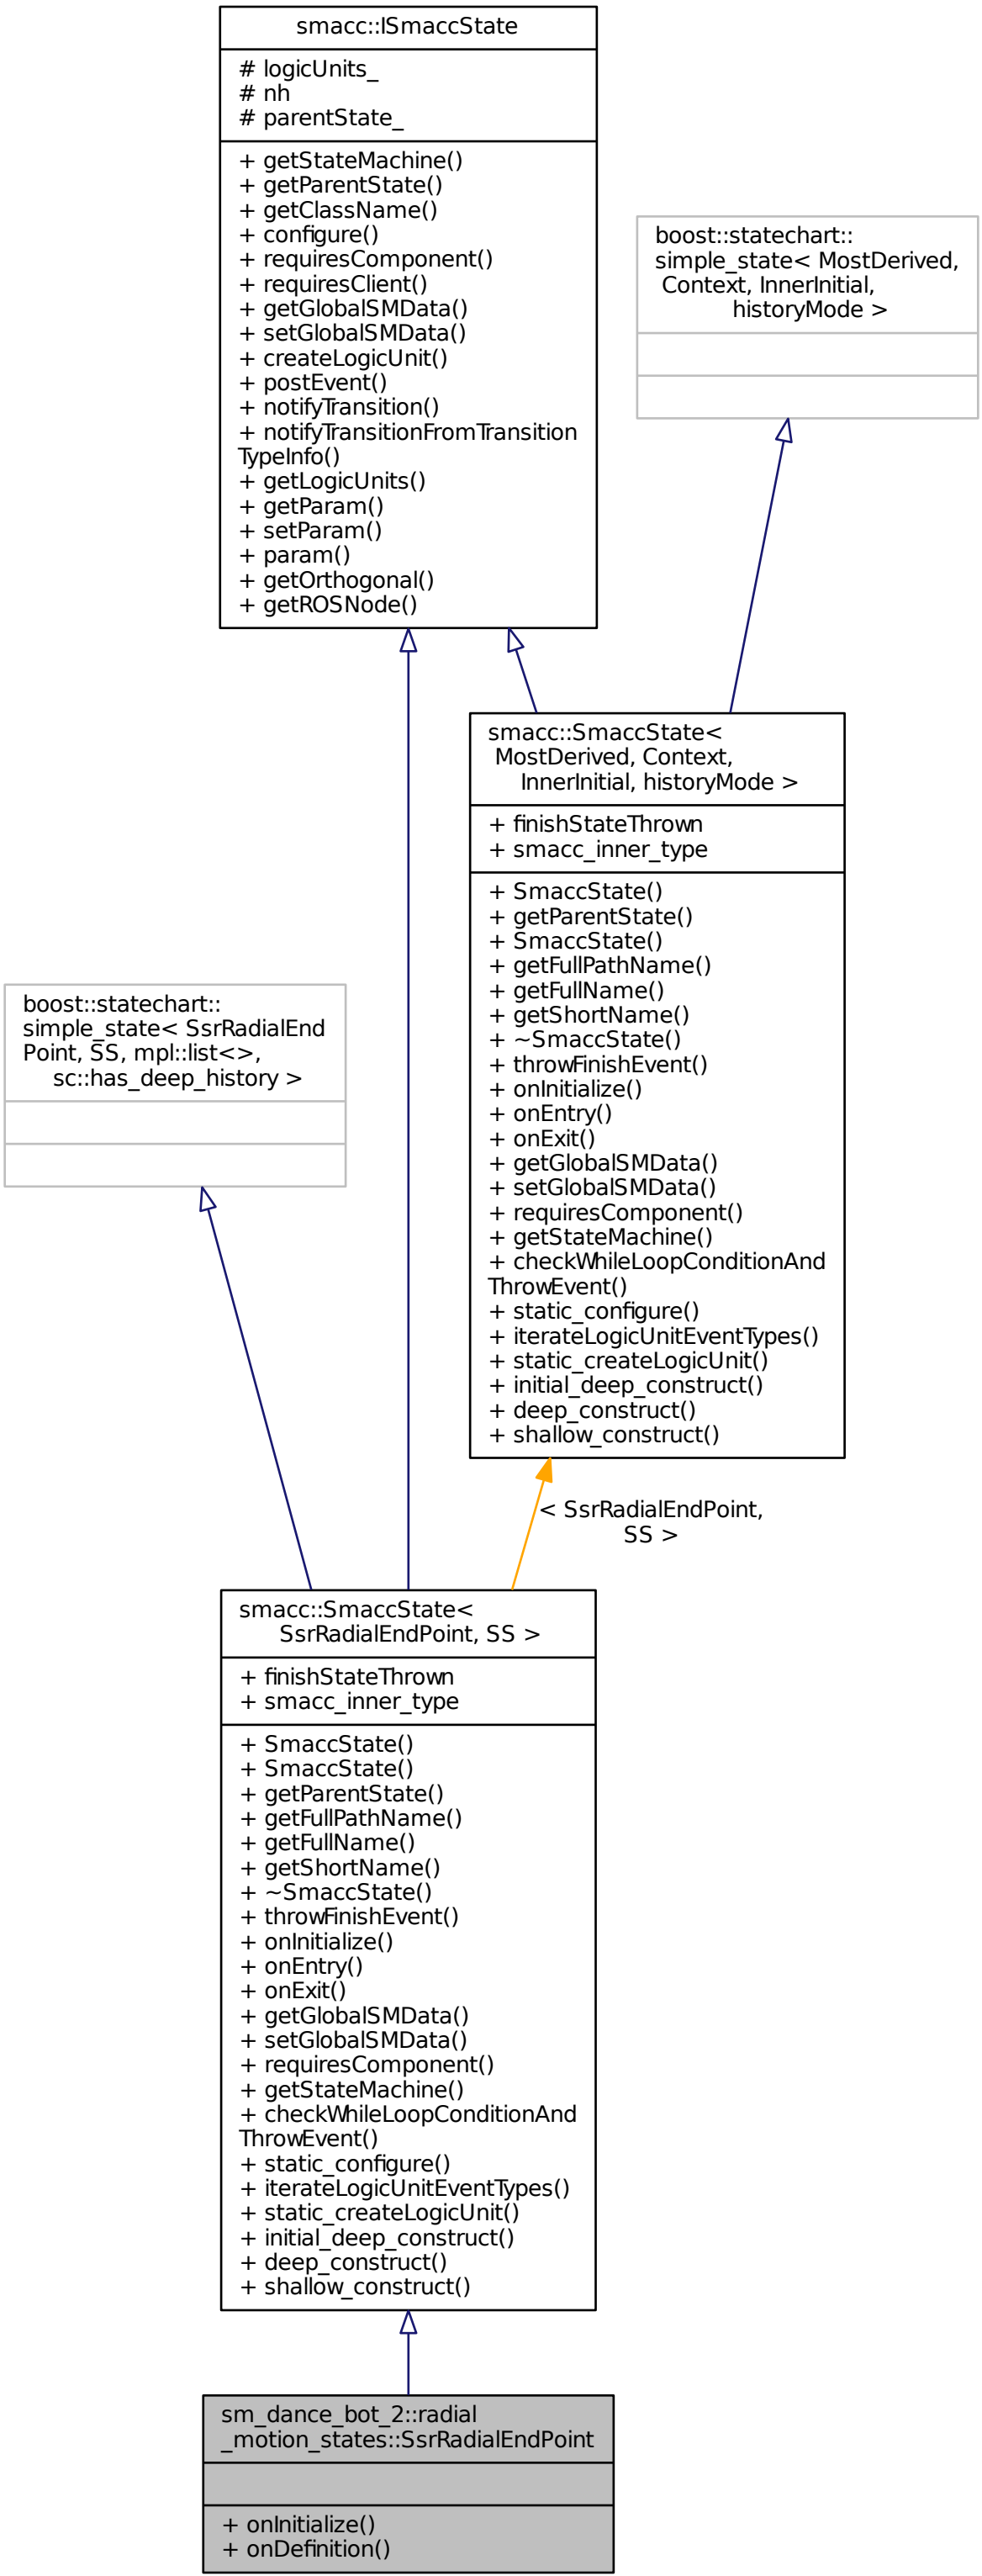 smacc::ISmaccState
# logicUnits_
# nh
# parentState_
+ getStateMachine()
+ getParentState()
+ getClassName()
+ configure()
+ requiresComponent()
+ requiresClient()
+ getGlobalSMData()
+ setGlobalSMData()
+ createLogicUnit()
+ postEvent()
+ notifyTransition()
+ notifyTransitionFromTransition
TypeInfo()
+ getLogicUnits()
+ getParam()
+ setParam()
+ param()
+ getOrthogonal()
+ getROSNode()
boost::statechart::
simple_state< MostDerived,
Context, InnerInitial,
historyMode >
smacc::SmaccState<
MostDerived, Context,
InnerInitial, historyMode >
+ finishStateThrown
+ smacc_inner_type
+ SmaccState()
+ getParentState()
+ SmaccState()
+ getFullPathName()
+ getFullName()
+ getShortName()
+ ~SmaccState()
+ throwFinishEvent()
+ onInitialize()
+ onEntry()
+ onExit()
+ getGlobalSMData()
+ setGlobalSMData()
+ requiresComponent()
+ getStateMachine()
+ checkWhileLoopConditionAnd
ThrowEvent()
+ static_configure()
+ iterateLogicUnitEventTypes()
+ static_createLogicUnit()
+ initial_deep_construct()
+ deep_construct()
+ shallow_construct()
boost::statechart::
simple_state< SsrRadialEnd
Point, SS, mpl::list<>,
sc::has_deep_history >
< SsrRadialEndPoint,
SS >
smacc::SmaccState<
SsrRadialEndPoint, SS >
+ finishStateThrown
+ smacc_inner_type
+ SmaccState()
+ SmaccState()
+ getParentState()
+ getFullPathName()
+ getFullName()
+ getShortName()
+ ~SmaccState()
+ throwFinishEvent()
+ onInitialize()
+ onEntry()
+ onExit()
+ getGlobalSMData()
+ setGlobalSMData()
+ requiresComponent()
+ getStateMachine()
+ checkWhileLoopConditionAnd
ThrowEvent()
+ static_configure()
+ iterateLogicUnitEventTypes()
+ static_createLogicUnit()
+ initial_deep_construct()
+ deep_construct()
+ shallow_construct()
sm_dance_bot_2::radial
_motion_states::SsrRadialEndPoint
+ onInitialize()
+ onDefinition()